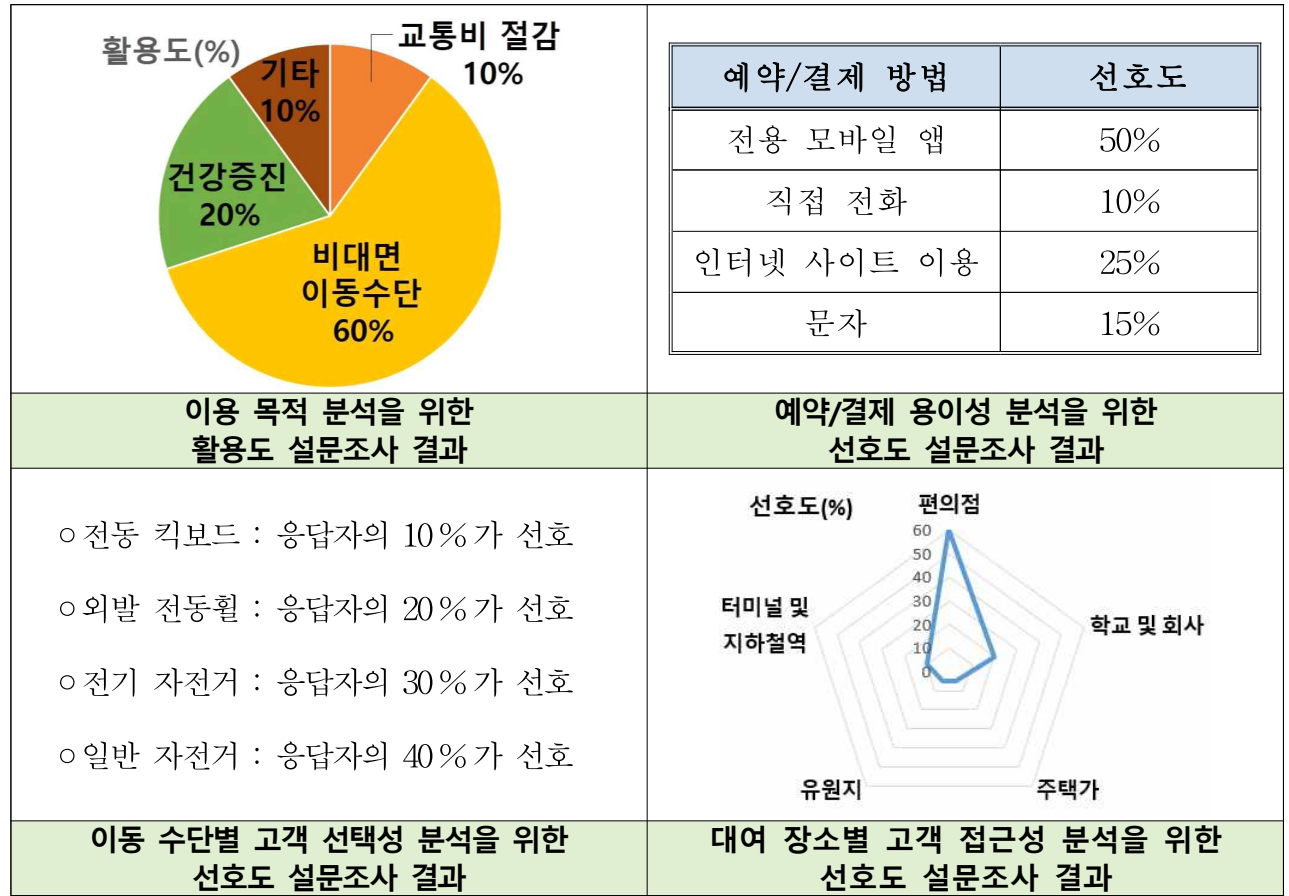 활용도(%)
교통비 절감
10%
기타
10%
건강증진
20%
비대면
이동수단
60%
이용 목적 분석을 위한
활용도 설문조사 결과
예약/결제 방법 선호도
전용 모바일 앱 50%
직접 전화 10%
인터넷 사이트 이용 25%
문자 15%
예약/결제 용이성 분석을 위한
선호도 설문조사 결과
○전동 킥보드 : 응답자의 10%가 선호
○외발 전동휠 : 응답자의 20%가 선호
○전기 자전거 : 응답자의 30%가 선호
○일반 자전거 : 응답자의 40%가 선호
이동 수단별 고객 선택성 분석을 위한
선호도 설문조사 결과
선호도(%)
편의점
60
50
40
30
20
10
0
터미널 및
지하철역
학교 및 회사
유원지
주택가
대여 장소별 고객 접근성 분석을 위한
선호도 설문조사 결과